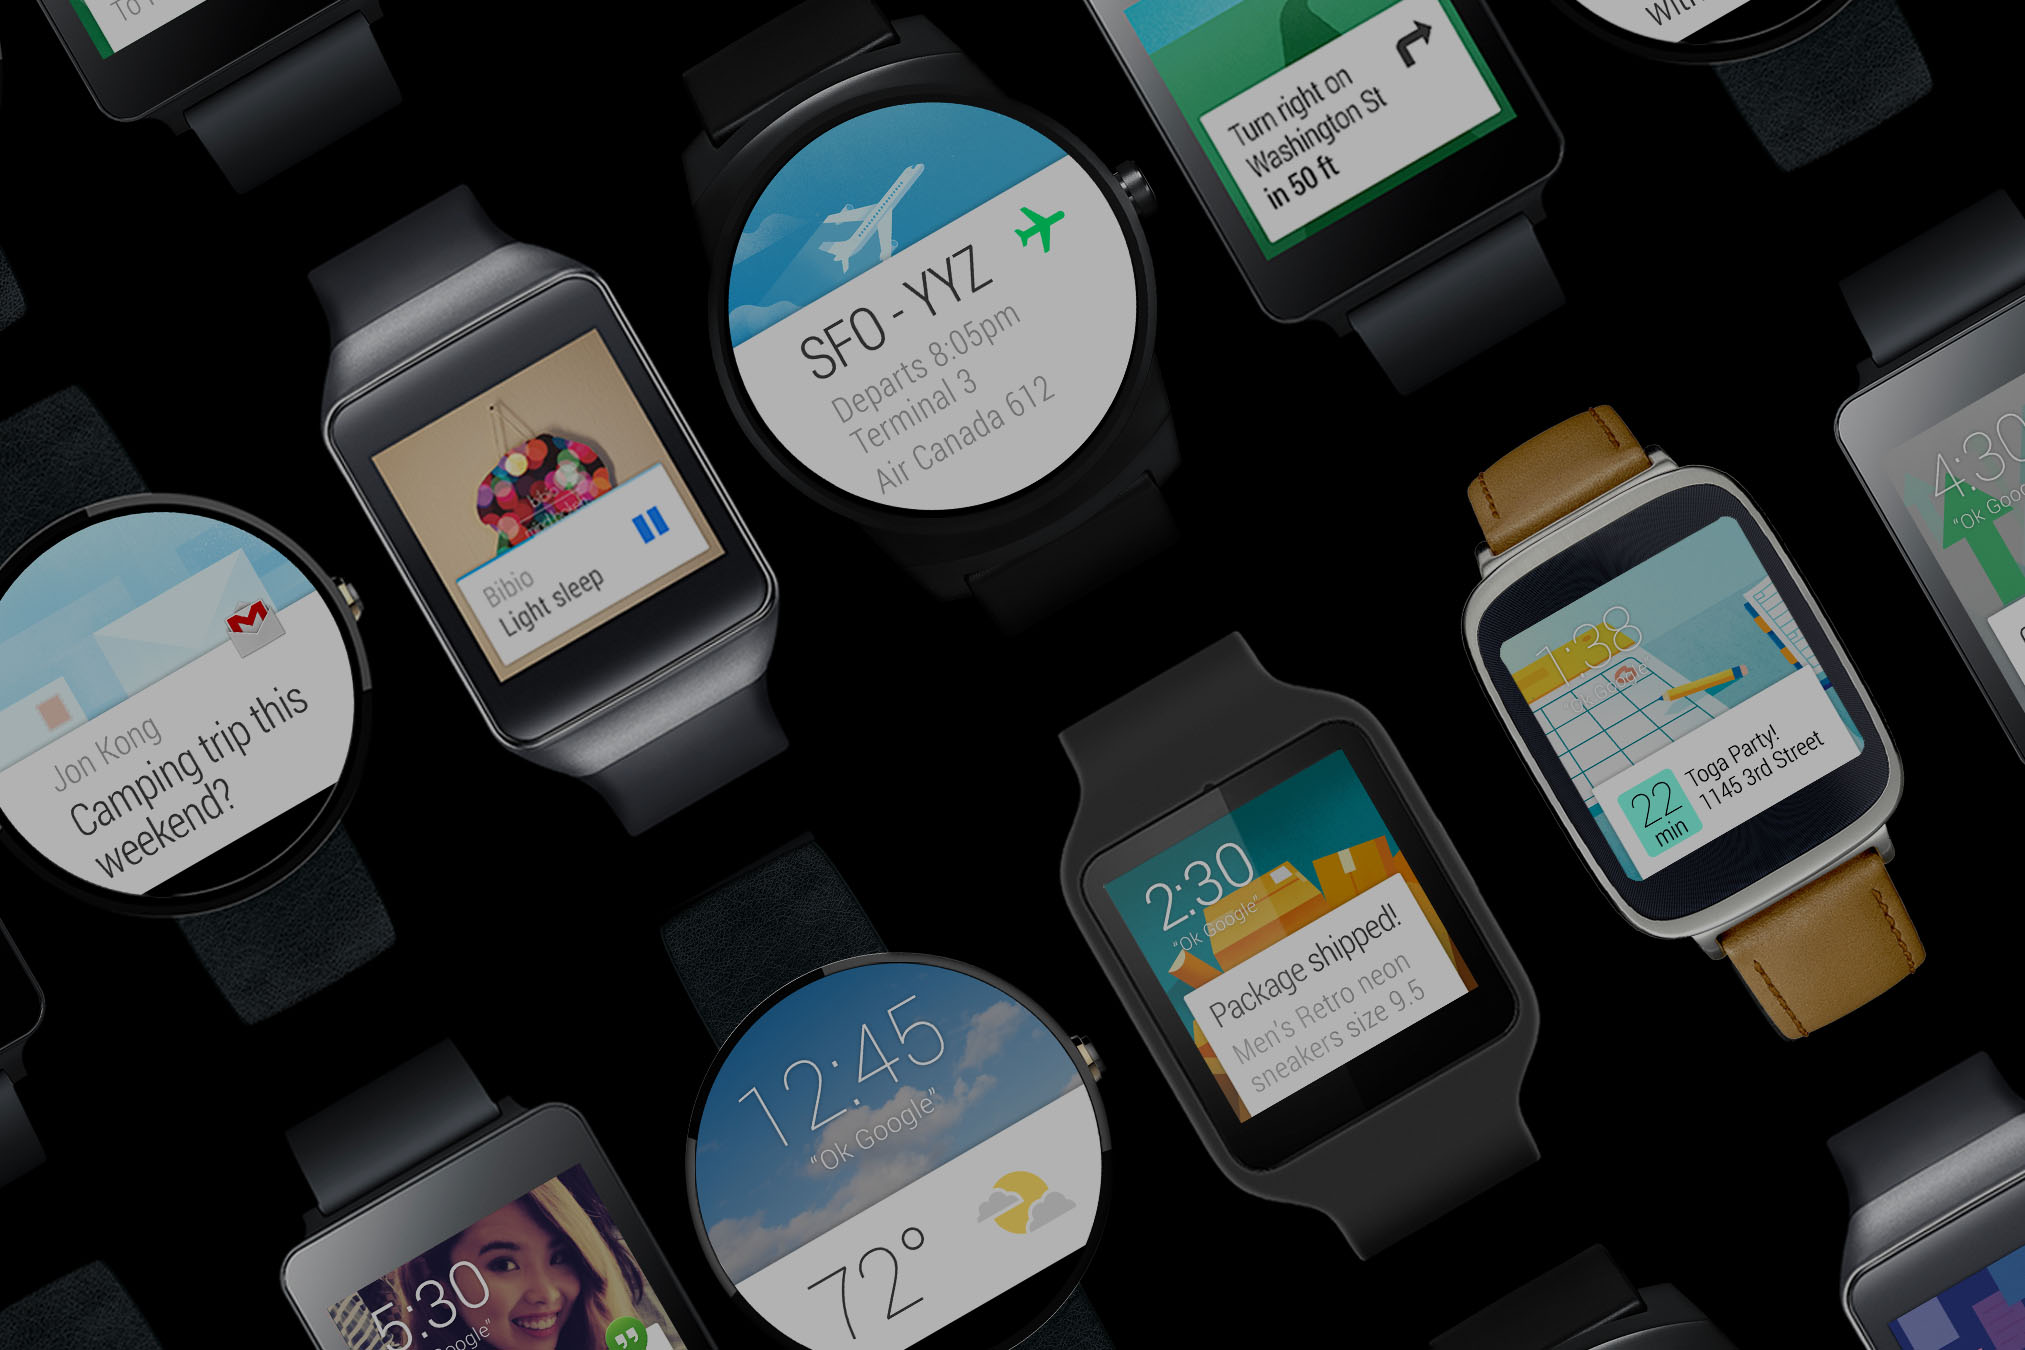 To
Turn right on
Washington St
in 50 ft
SFO - YYZ
Departs 8:05pm
Terminal 3
Air Canada 612
Bibio
Light sleep
Jon Kong
Camping trip this
weekend?
4:30
1:38
"Ok Google"
22
min
Toga Party!
1145 3rd Street
2:30
"Ok Google"
Package shipped!
Men's Retro neon
sneakers size 9.5
12:45
"Ok Google"
72°
5:30